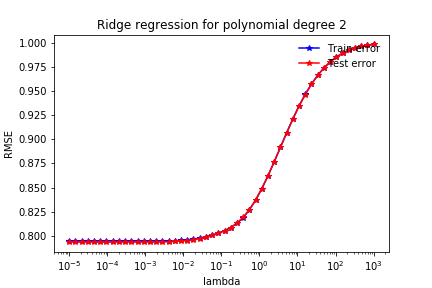 Ridge regression for polynomial degree 2
1.000
0.975
0.950
0.925
0.900
0.875
0.850
0.825
0.800
RMSE
Train error
Test error
10⁻⁵ 10⁻⁴ 10⁻³ 10⁻² 10⁻¹ 10⁰ 10¹ 10² 10³
lambda